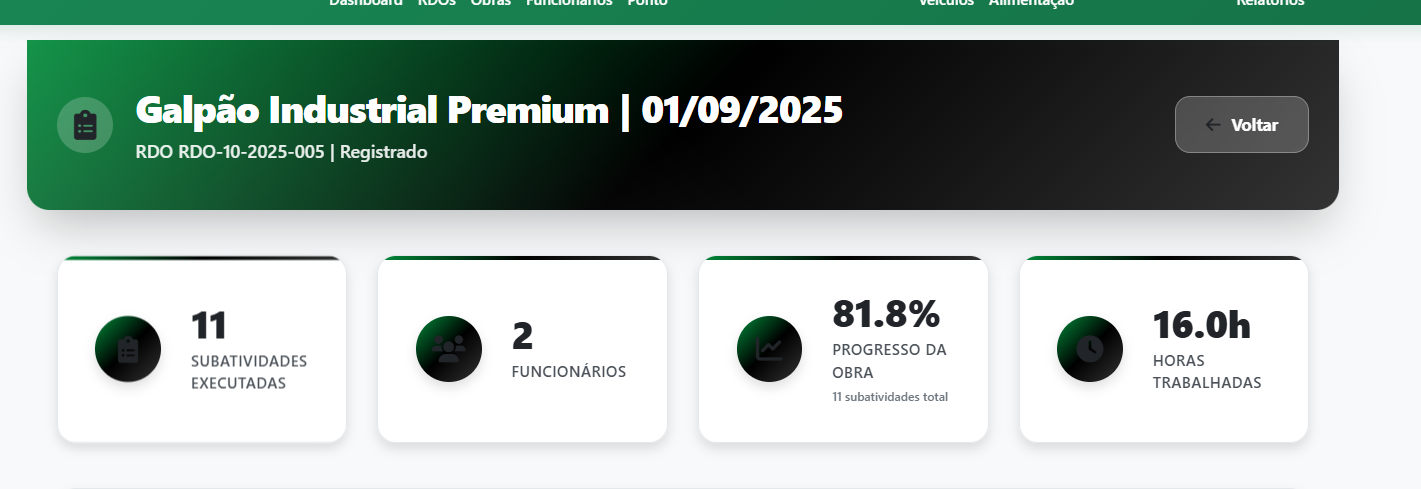 Dashboard RDOs Obras Funcionários Ponto Veículos Alimentação Relatórios
Galpão Industrial Premium | 01/09/2025
RDO RDO-10-2025-005 | Registrado
Voltar
11
SUBATIVIDADES
EXECUTADAS
2
FUNCIONÁRIOS
81.8%
PROGRESSO DA
OBRA
11 subatividades total
16.0h
HORAS
TRABALHADAS